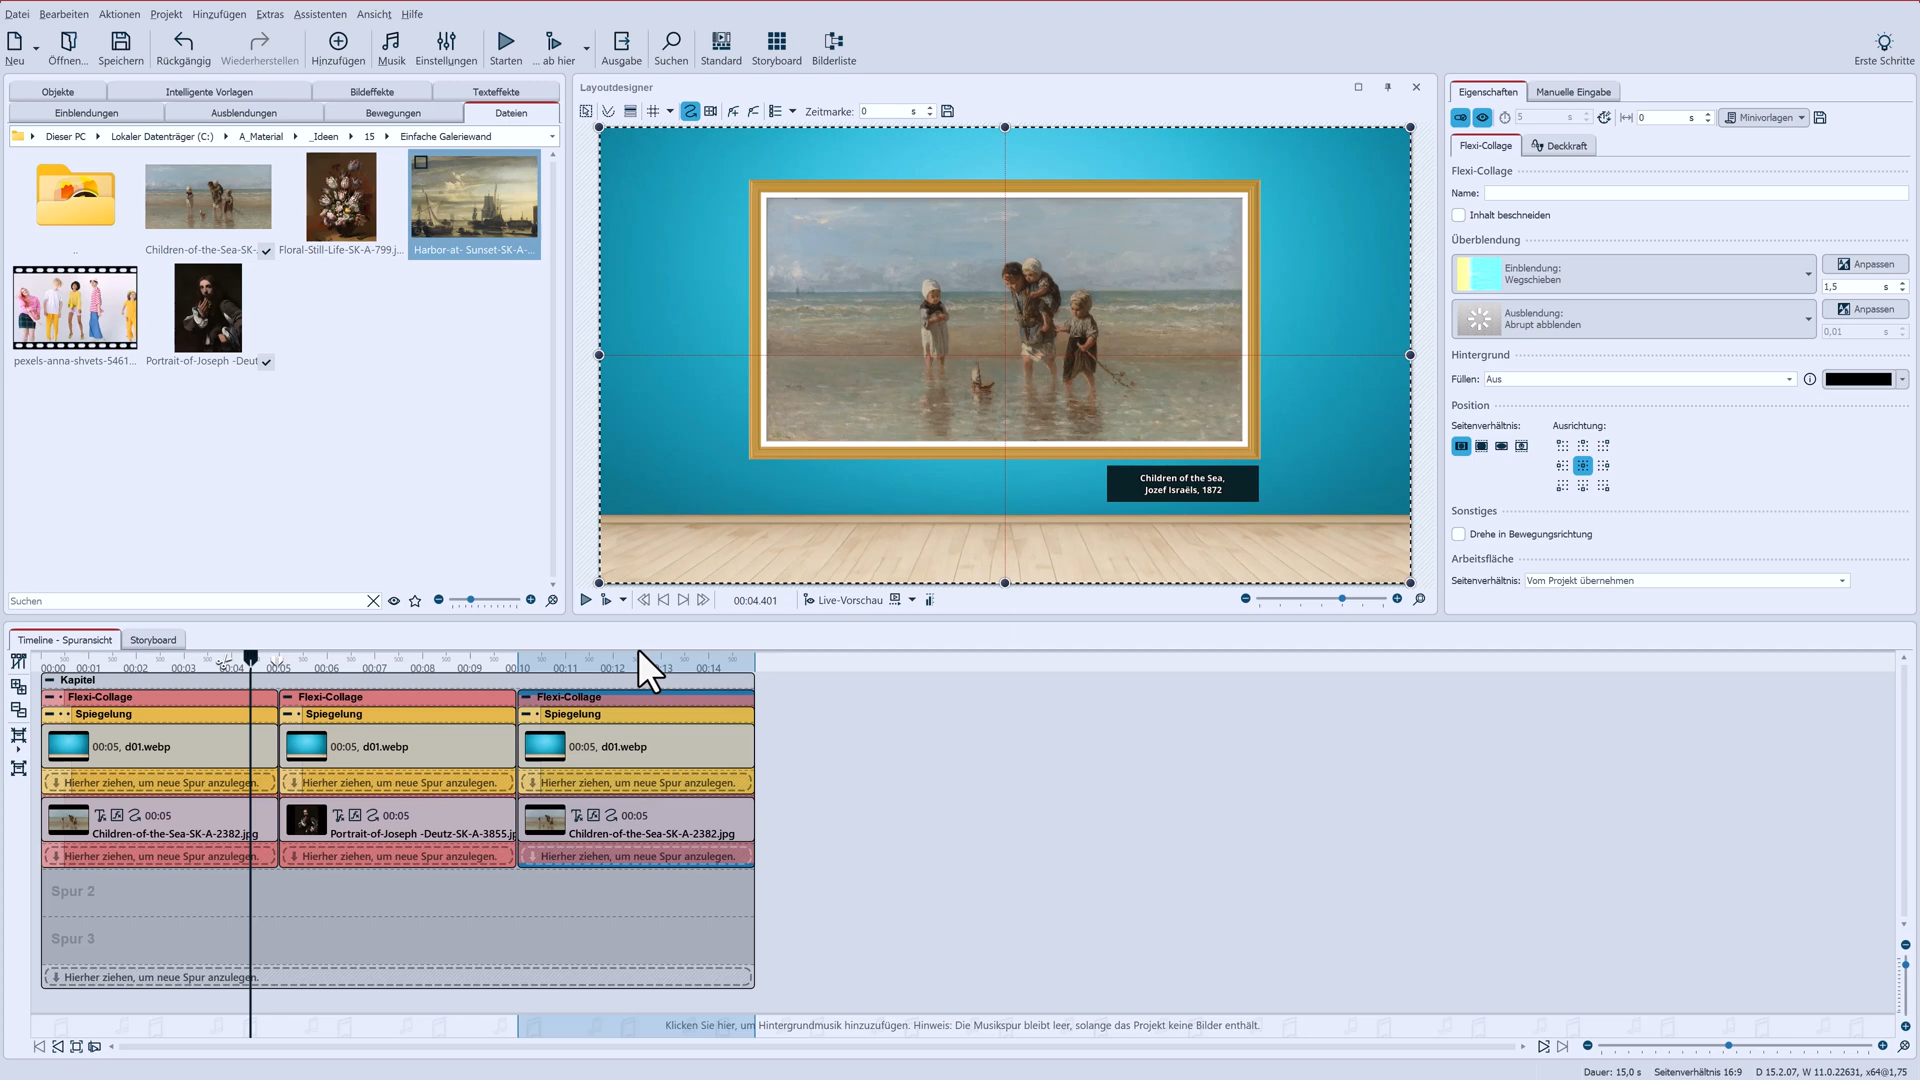 Datei Bearbeiten Aktionen Projekt Hinzufügen Extras Assistenten Ansicht Hilfe
Neu Öffnen... Speichern Rückgängig Wiederherstellen Hinzufügen Musik Einstellungen Starten ... ab hier Ausgabe Suchen Standard Storyboard Bilderliste Erste Schritte
Objekte Intelligente Vorlagen Bildeffekte Texteffekte
Einblendungen Ausblendungen Bewegungen Dateien
Dieser PC Lokaler Datenträger (C:) A_Material _Ideen 15 Einfache Galeriewand
.. Children-of-the-Sea-SK-... Floral-Still-Life-SK-A-799.j... Harbor-at- Sunset-SK-A-...
pexels-anna-shvets-5461... Portrait-of-Joseph -Deut
Suchen
Layoutdesigner
Zeitmarke: 0 s
Children of the Sea,
Jozef Israëls, 1872
00:04.401 Live-Vorschau
Eigenschaften Manuelle Eingabe
5 s 0 s Minivorlagen
Flexi-Collage Deckkraft
Flexi-Collage
Name:
Inhalt beschneiden
Überblendung
Einblendung:
Wegschieben
Anpassen
1,5 s
Ausblendung:
Abrupt abblenden
Anpassen
0,01 s
Hintergrund
Füllen: Aus
Position
Seitenverhältnis: Ausrichtung:
Sonstiges
Drehe in Bewegungsrichtung
Arbeitsfläche
Seitenverhältnis: Vom Projekt übernehmen
Timeline - Spuransicht Storyboard
00:00 00:01 00:02 00:03 00:04 00:05 00:06 00:07 00:08 00:09 00:10 00:11 00:12 :13 00:14
Kapitel
Flexi-Collage Flexi-Collage Flexi-Collage
Spiegelung Spiegelung Spiegelung
00:05, d01.webp 00:05, d01.webp 00:05, d01.webp
Hierher ziehen, um neue Spur anzulegen. Hierher ziehen, um neue Spur anzulegen. Hierher ziehen, um neue Spur anzulegen.
00:05 00:05 00:05
Children-of-the-Sea-SK-A-2382.jpg Portrait-of-Joseph -Deutz-SK-A-3855.jp Children-of-the-Sea-SK-A-2382.jpg
Hierher ziehen, um neue Spur anzulegen. Hierher ziehen, um neue Spur anzulegen. Hierher ziehen, um neue Spur anzulegen.
Spur 2
Spur 3
Hierher ziehen, um neue Spur anzulegen.
Klicken Sie hier, um Hintergrundmusik hinzuzufügen. Hinweis: Die Musikspur bleibt leer, solange das Projekt keine Bilder enthält.
Dauer: 15,0 s Seitenverhältnis 16:9 D 15.2.07, W 11.0.22631, x64@1,75